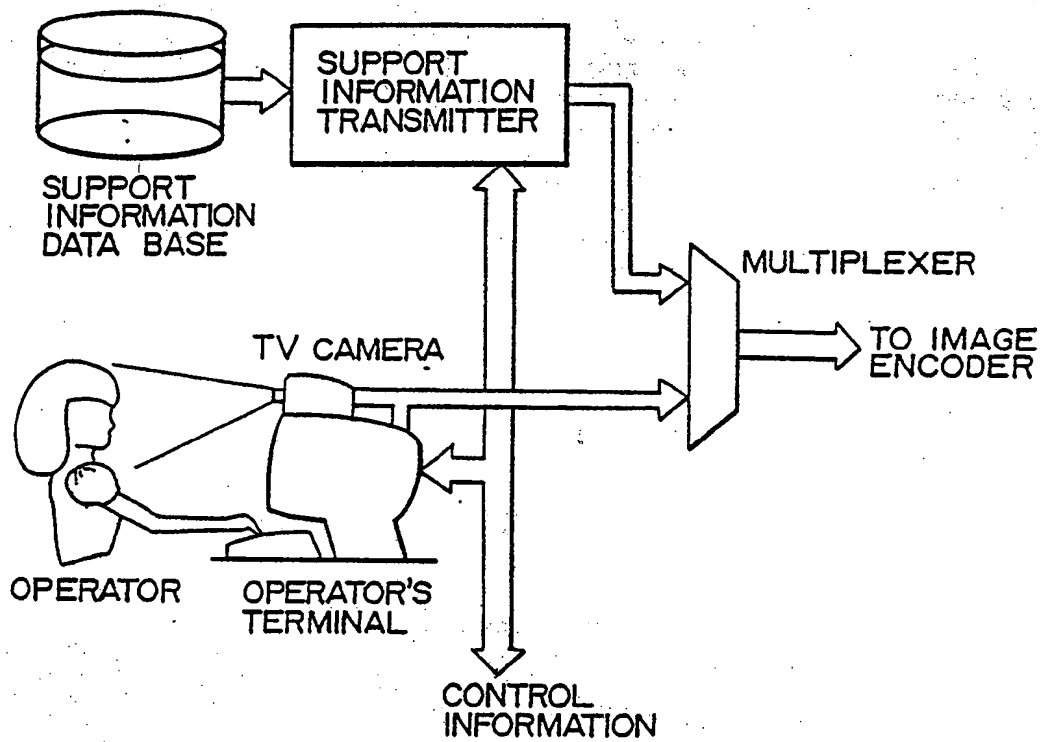 SUPPORT
INFORMATION
TRANSMITTER
SUPPORT
INFORMATION
DATA BASE
MULTIPLEXER
TO IMAGE
ENCODER
TV CAMERA
OPERATOR
OPERATOR'S
TERMINAL
CONTROL
INFORMATION